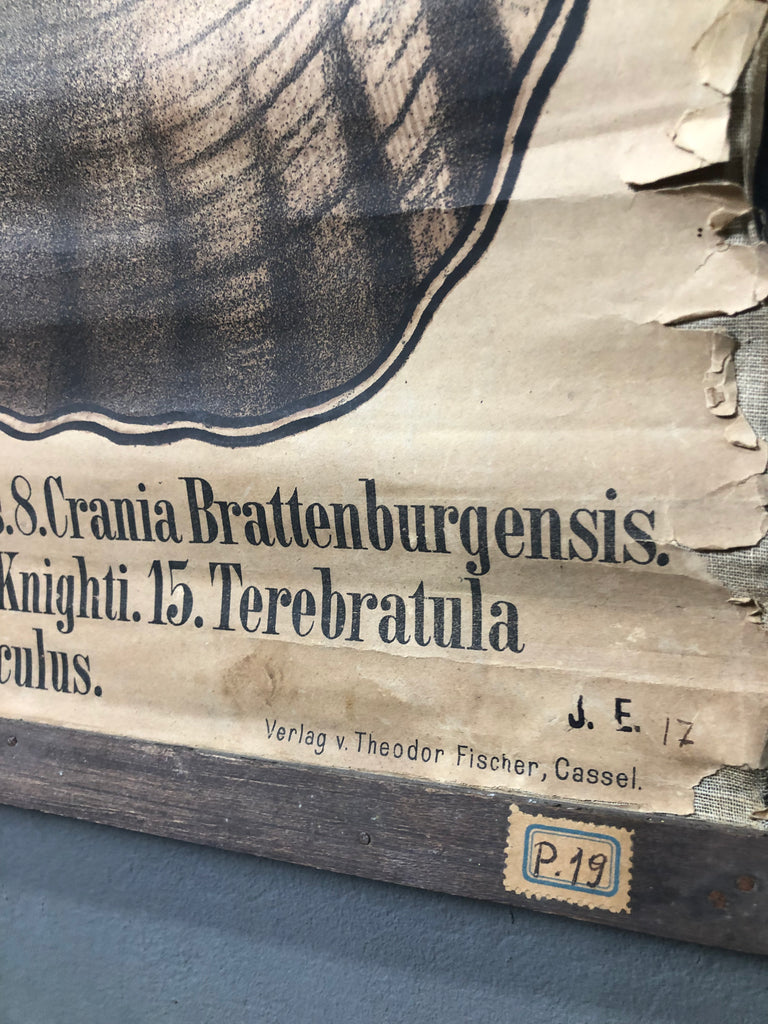 s. 8. Crania Brattenburgensis.
Knighti. 15. Terebratula
culus.
J. E. 17
Verlag v. Theodor Fischer, Cassel.
P. 19